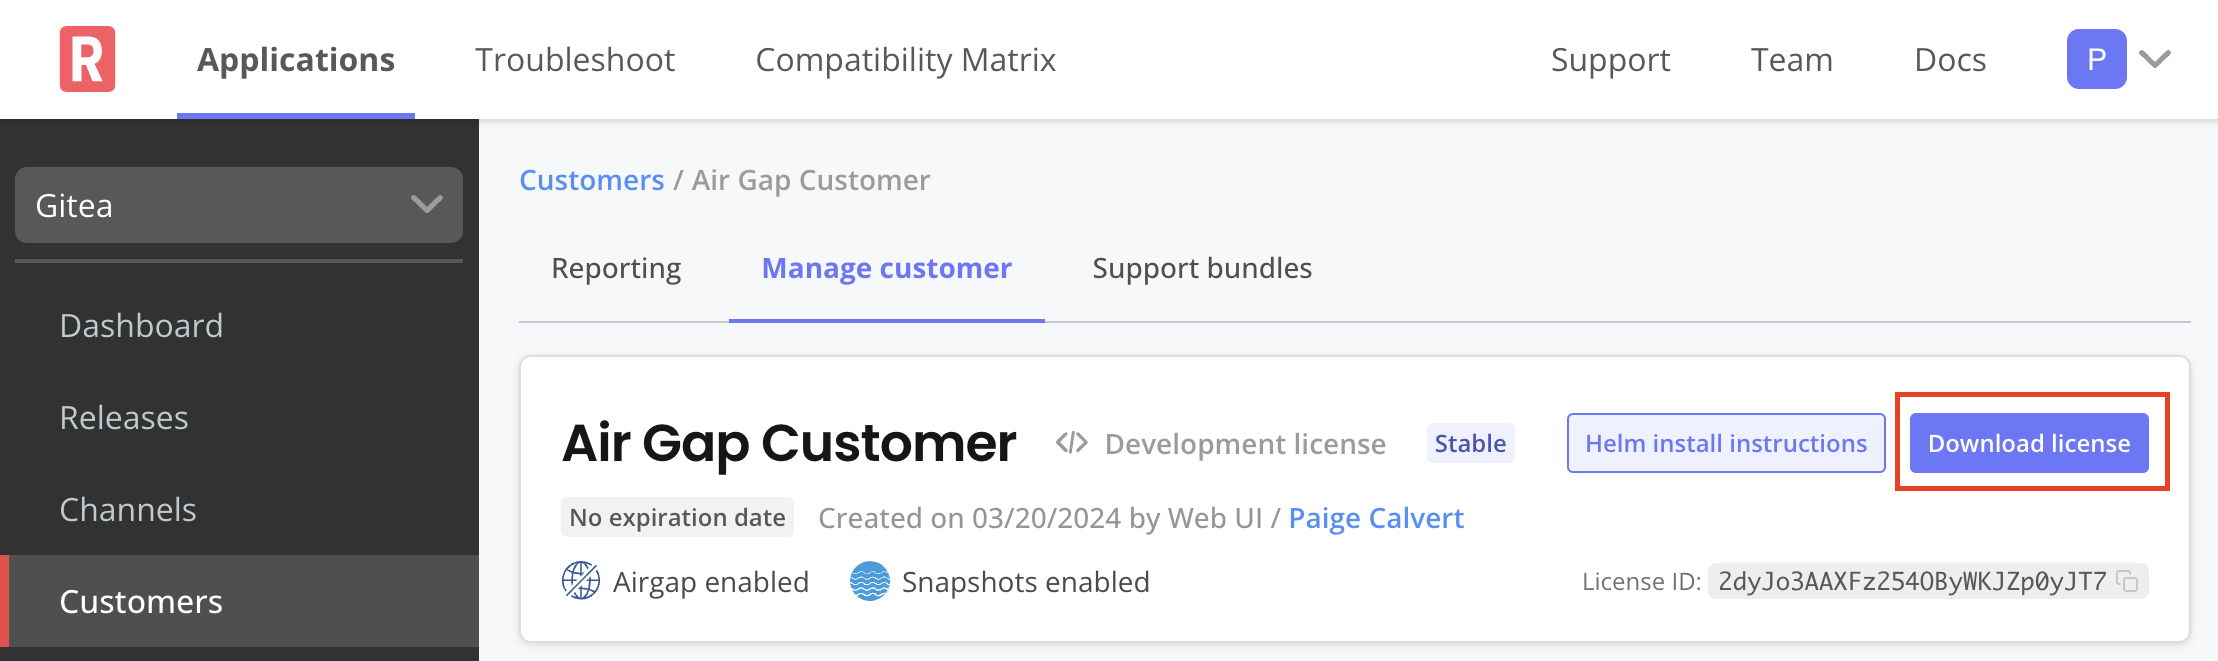 R
Applications
Troubleshoot
Compatibility Matrix
Support
Team
Docs
P
Gitea
Dashboard
Releases
Channels
Customers
Customers / Air Gap Customer
Reporting
Manage customer
Support bundles
Air Gap Customer
</> Development license
Stable
Helm install instructions
Download license
No expiration date
Created on 03/20/2024 by Web UI / Paige Calvert
Airgap enabled
Snapshots enabled
License ID: 2dyJo3AAXFz254OByWKJZp0yJT7